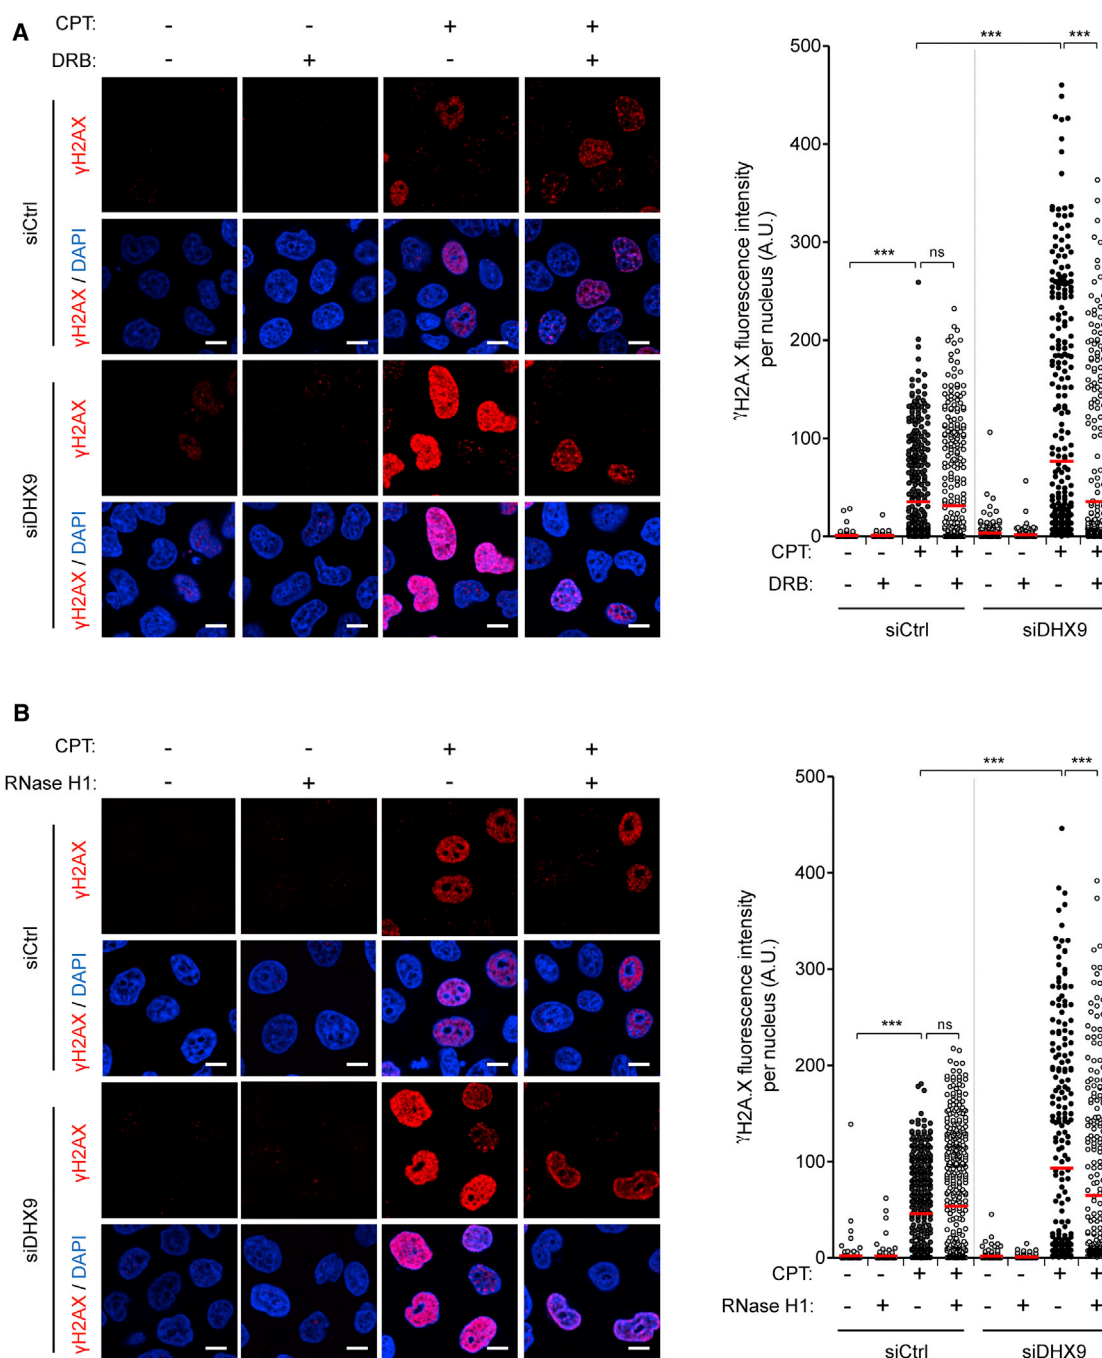 A
CPT: - - + +
DRB: - + - +
siCtrl
γH2AX
γH2AX / DAPI
siDHX9
γH2AX
γH2AX / DAPI
500
400
300
200
100
0
γH2A.X fluorescence intensity
per nucleus (A.U.)
*** ***
*** ns
CPT: - - + + - - + +
DRB: - + - + - + - +
siCtrl siDHX9
B
CPT: - - + +
RNase H1: - + - +
siCtrl
γH2AX
γH2AX / DAPI
siDHX9
γH2AX
γH2AX / DAPI
500
400
300
200
100
0
γH2A.X fluorescence intensity
per nucleus (A.U.)
*** ***
*** ns
CPT: - - + + - - + +
RNase H1: - + - + - + - +
siCtrl siDHX9